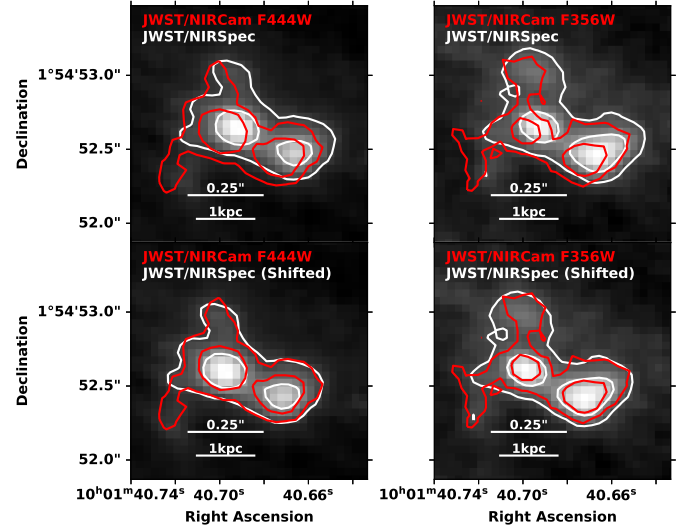 JWST/NIRCam F444W
JWST/NIRSpec
JWST/NIRCam F356W
JWST/NIRSpec
1°54'53.0"
52.5"
52.0"
Declination
0.25"
1kpc
0.25"
1kpc
JWST/NIRCam F444W
JWST/NIRSpec (Shifted)
JWST/NIRCam F356W
JWST/NIRSpec (Shifted)
1°54'53.0"
52.5"
52.0"
Declination
0.25"
1kpc
0.25"
1kpc
10ʰ01ᵐ40.74ˢ 40.70ˢ 40.66ˢ
10ʰ01ᵐ40.74ˢ 40.70ˢ 40.66ˢ
Right Ascension
Right Ascension